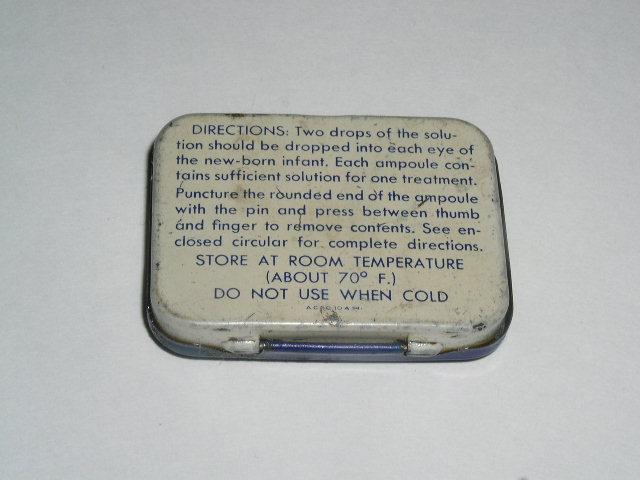 DIRECTIONS: Two drops of the solu-
tion should be dropped into each eye of
the new-born infant. Each ampoule con-
tains sufficient solution for one treatment.
Puncture the rounded end of the ampoule
with the pin and press between thumb
and finger to remove contents. See en-
closed circular for complete directions.
STORE AT ROOM TEMPERATURE
(ABOUT 70° F.)
DO NOT USE WHEN COLD